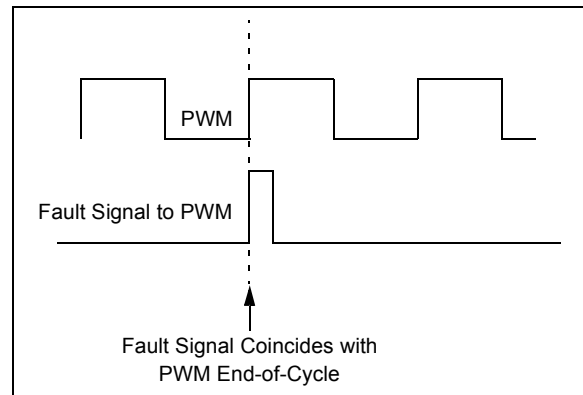 PWM
Fault Signal to PWM
Fault Signal Coincides with
PWM End-of-Cycle